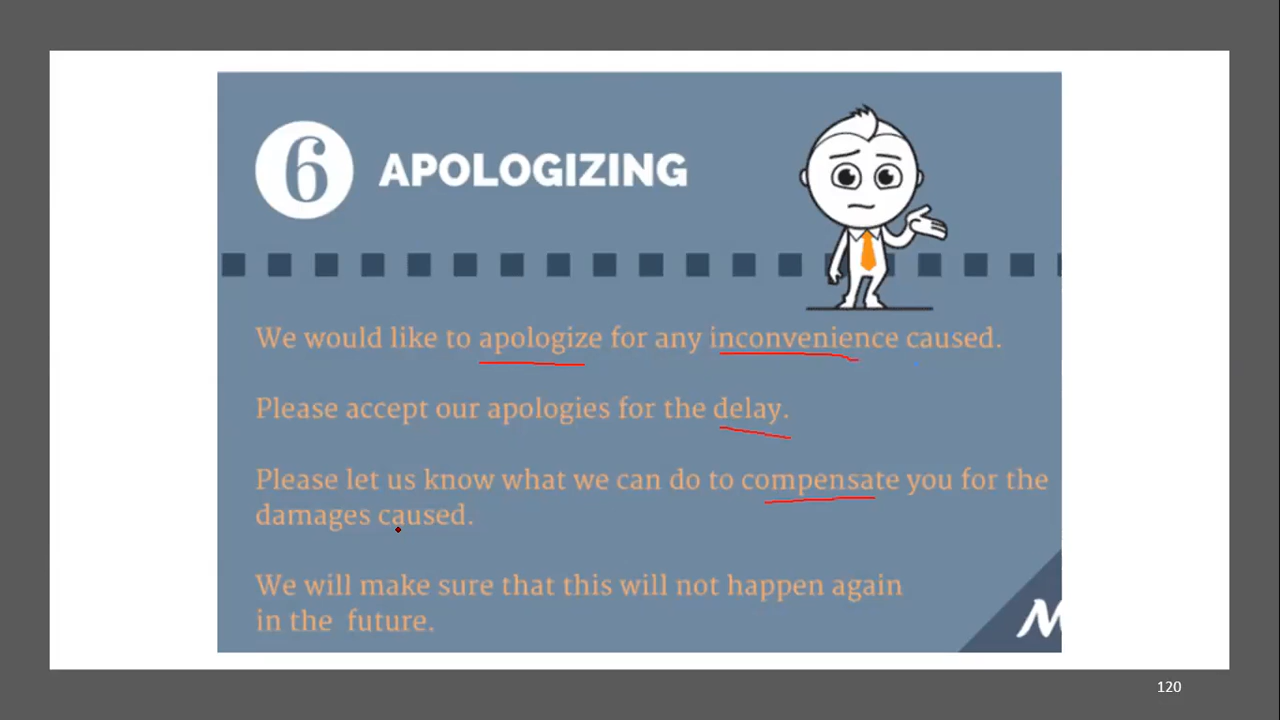 6 APOLOGIZING
We would like to apologize for any inconvenience caused.
Please accept our apologies for the delay.
Please let us know what we can do to compensate you for the
damages caused.
We will make sure that this will not happen again
in the future.
M
120